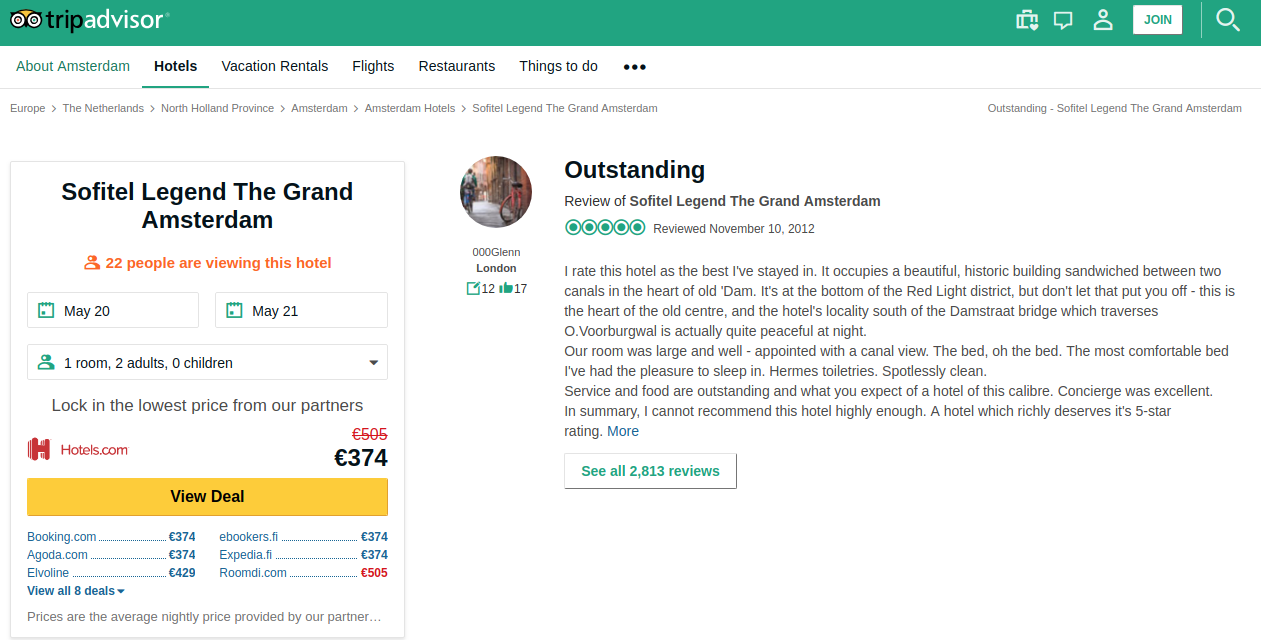 tripadvisor
JOIN
About Amsterdam Hotels Vacation Rentals Flights Restaurants Things to do •••
Europe > The Netherlands > North Holland Province > Amsterdam > Amsterdam Hotels > Sofitel Legend The Grand Amsterdam
Outstanding - Sofitel Legend The Grand Amsterdam
Sofitel Legend The Grand
Amsterdam
22 people are viewing this hotel
May 20
May 21
1 room, 2 adults, 0 children
Lock in the lowest price from our partners
Hotels.com
€505
€374
View Deal
Booking.com €374
ebookers.fi €374
Agoda.com €374
Expedia.fi €374
Elvoline €429
Roomdi.com €505
View all 8 deals
Prices are the average nightly price provided by our partner…
000Glenn
London
12 17
Outstanding
Review of Sofitel Legend The Grand Amsterdam
Reviewed November 10, 2012
I rate this hotel as the best I've stayed in. It occupies a beautiful, historic building sandwiched between two
canals in the heart of old 'Dam. It's at the bottom of the Red Light district, but don't let that put you off - this is
the heart of the old centre, and the hotel's locality south of the Damstraat bridge which traverses
O.Voorburgwal is actually quite peaceful at night.
Our room was large and well - appointed with a canal view. The bed, oh the bed. The most comfortable bed
I've had the pleasure to sleep in. Hermes toiletries. Spotlessly clean.
Service and food are outstanding and what you expect of a hotel of this calibre. Concierge was excellent.
In summary, I cannot recommend this hotel highly enough. A hotel which richly deserves it's 5-star
rating. More
See all 2,813 reviews